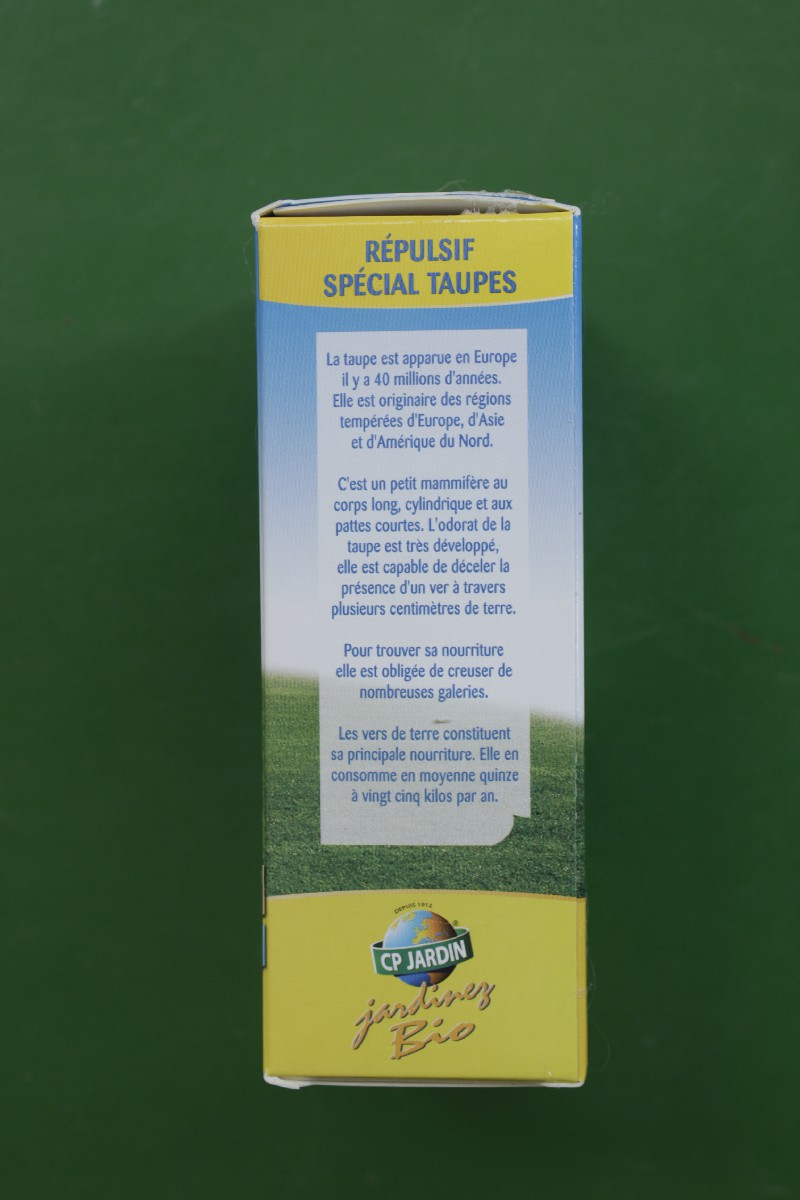 RÉPULSIF
SPÉCIAL TAUPES
La taupe est apparue en Europe
il y a 40 millions d'années.
Elle est originaire des régions
tempérées d'Europe, d'Asie
et d'Amérique du Nord.
C'est un petit mammifère au
corps long, cylindrique et aux
pattes courtes. L'odorat de la
taupe est très développé,
elle est capable de déceler la
présence d'un ver à travers
plusieurs centimètres de terre.
Pour trouver sa nourriture
elle est obligée de creuser de
nombreuses galeries.
Les vers de terre constituent
sa principale nourriture. Elle en
consomme en moyenne quinze
à vingt cinq kilos par an.
DEPUIS 1912
®
CP JARDIN
jardinez
Bio